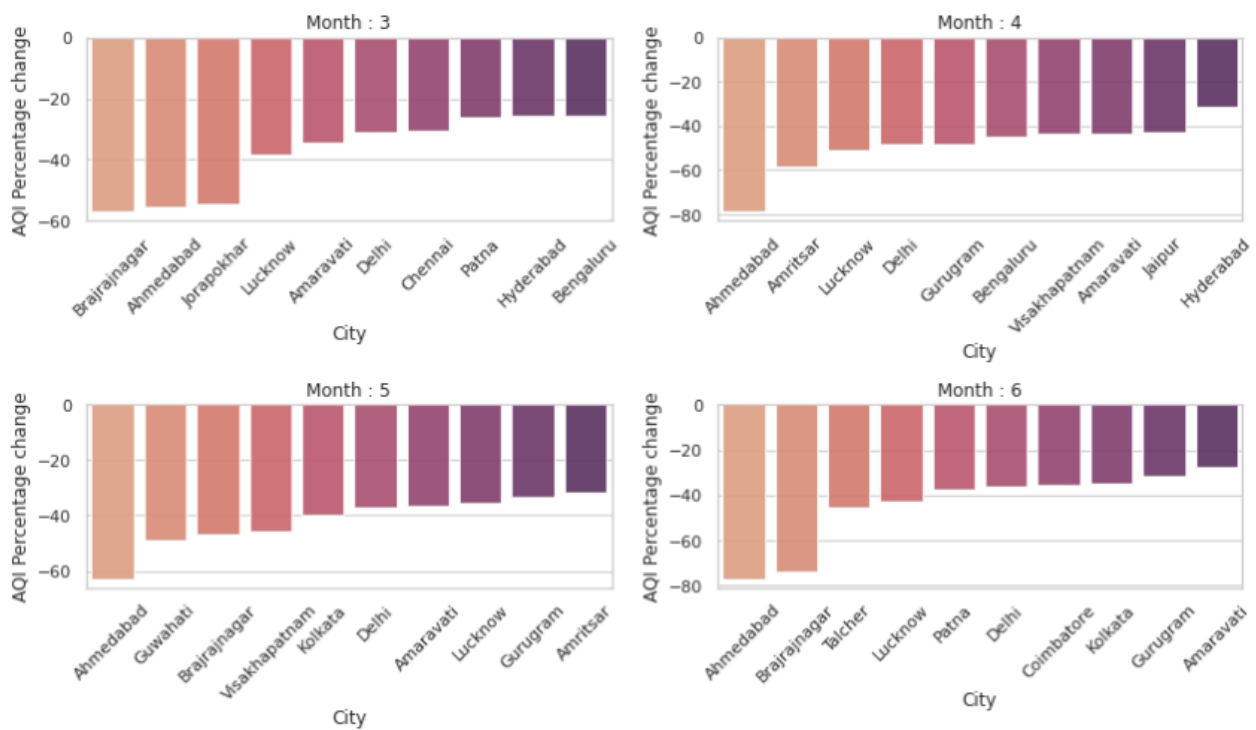 Month : 3
AQI Percentage change
0
−20
−40
−60
Brajrajnagar
Ahmedabad
Jorapokhar
Lucknow
Amaravati
Delhi
Chennai
Patna
Hyderabad
Bengaluru
City
Month : 4
AQI Percentage change
0
−20
−40
−60
−80
Ahmedabad
Amritsar
Lucknow
Delhi
Gurugram
Bengaluru
Visakhapatnam
Amaravati
Jaipur
Hyderabad
City
Month : 5
AQI Percentage change
0
−20
−40
−60
Ahmedabad
Guwahati
Brajrajnagar
Visakhapatnam
Kolkata
Delhi
Amaravati
Lucknow
Gurugram
Amritsar
City
Month : 6
AQI Percentage change
0
−20
−40
−60
−80
Ahmedabad
Brajrajnagar
Talcher
Lucknow
Patna
Delhi
Coimbatore
Kolkata
Gurugram
Amaravati
City